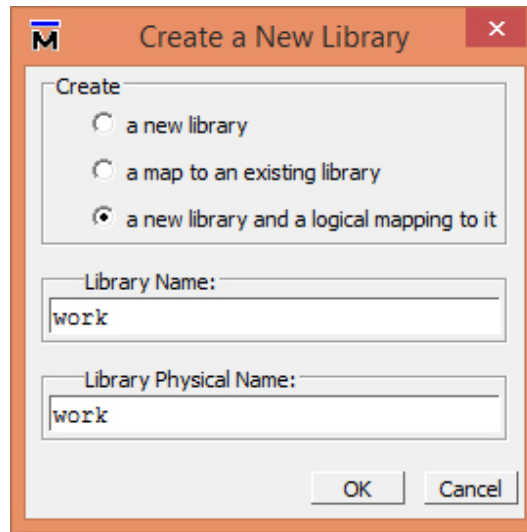 Create a New Library
Create
a new library
a map to an existing library
a new library and a logical mapping to it
Library Name:
work
Library Physical Name:
work
OK Cancel